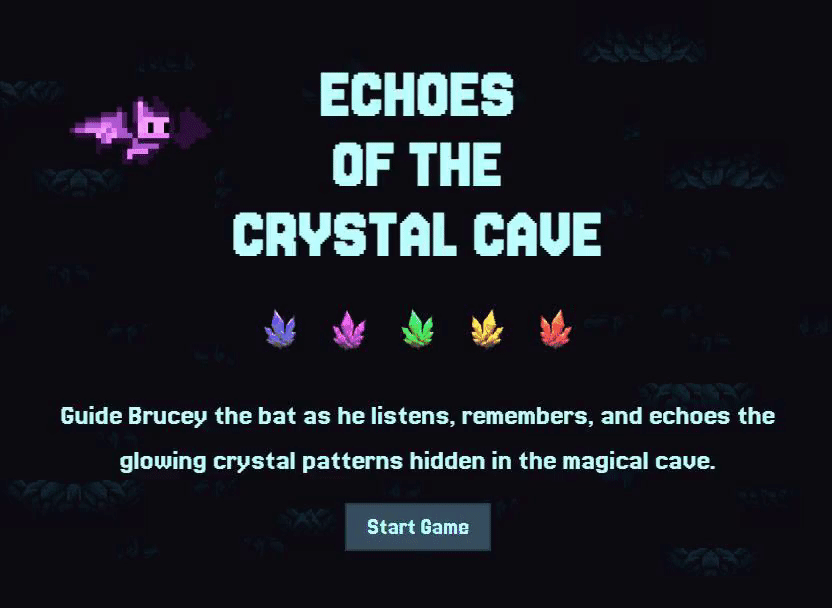 ECHOES
OF THE
CRYSTAL CAVE
Guide Brucey the bat as he listens, remembers, and echoes the
glowing crystal patterns hidden in the magical cave.
Start Game